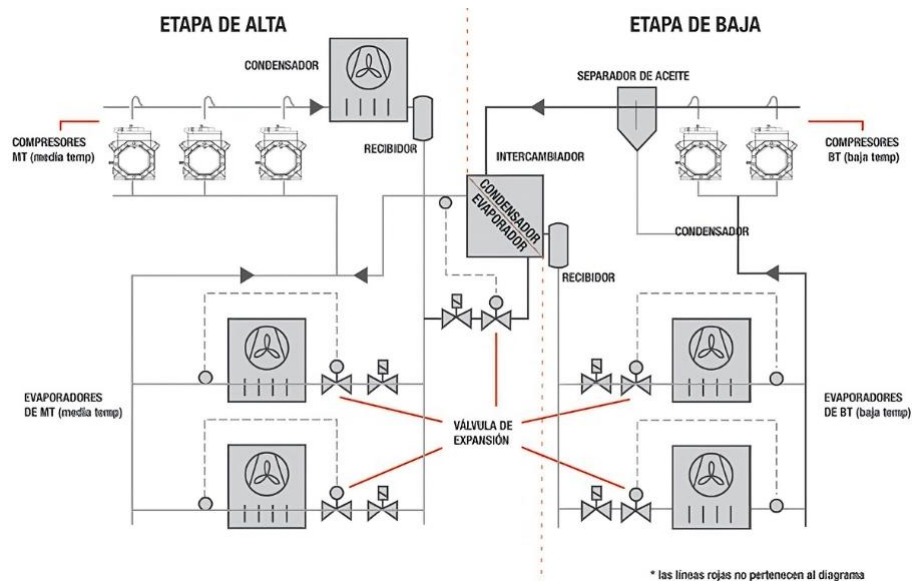 ETAPA DE ALTA
ETAPA DE BAJA
CONDENSADOR
SEPARADOR DE ACEITE
COMPRESORES
MT (media temp)
RECIBIDOR
INTERCAMBIADOR
COMPRESORES
BT (baja temp)
CONDENSADOR
EVAPORADOR
CONDENSADOR
RECIBIDOR
EVAPORADORES
DE MT (media temp)
VÁLVULA DE
EXPANSIÓN
EVAPORADORES
DE BT (baja temp)
* las líneas rojas no pertenecen al diagrama